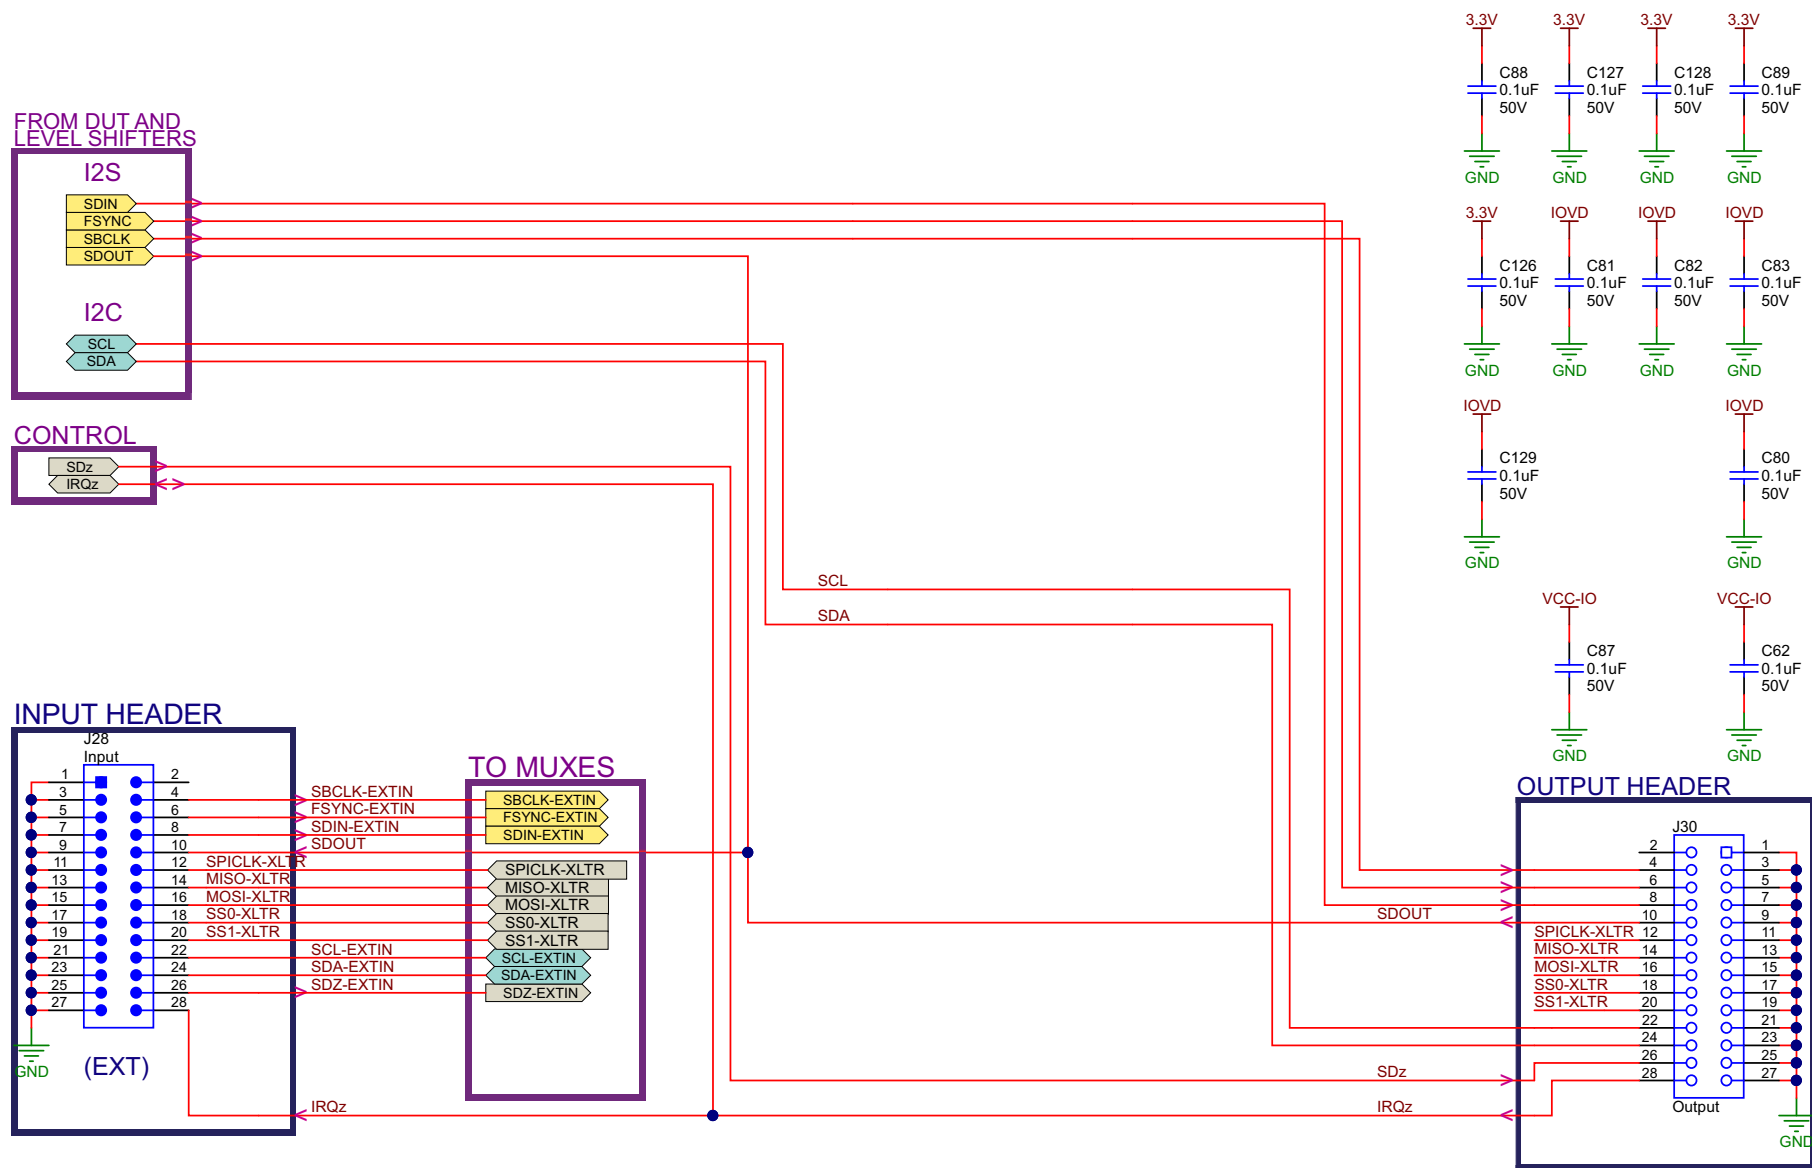 3.3V
3.3V
3.3V
3.3V
C88
0.1uF
50V
C127
0.1uF
50V
C128
0.1uF
50V
C89
0.1uF
50V
GND
GND
GND
GND
3.3V
IOVD
IOVD
IOVD
C126
0.1uF
50V
C81
0.1uF
50V
C82
0.1uF
50V
C83
0.1uF
50V
GND
GND
GND
GND
IOVD
IOVD
C129
0.1uF
50V
C80
0.1uF
50V
GND
GND
VCC-IO
VCC-IO
C87
0.1uF
50V
C62
0.1uF
50V
GND
GND
FROM DUT AND
LEVEL SHIFTERS
I2S
SDIN
FSYNC
SBCLK
SDOUT
I2C
SCL
SDA
CONTROL
SDz
IRQz
SCL
SDA
INPUT HEADER
J28
Input
1
3
5
7
9
11
13
15
17
19
21
23
25
27
2
4
6
8
10
12
14
16
18
20
22
24
26
28
GND
(EXT)
SBCLK-EXTIN
FSYNC-EXTIN
SDIN-EXTIN
SDOUT
SPICLK-XLTR
MISO-XLTR
MOSI-XLTR
SS0-XLTR
SS1-XLTR
SCL-EXTIN
SDA-EXTIN
SDZ-EXTIN
IRQz
TO MUXES
SBCLK-EXTIN
FSYNC-EXTIN
SDIN-EXTIN
SPICLK-XLTR
MISO-XLTR
MOSI-XLTR
SS0-XLTR
SS1-XLTR
SCL-EXTIN
SDA-EXTIN
SDZ-EXTIN
SDOUT
SDz
IRQz
OUTPUT HEADER
J30
SPICLK-XLTR
MISO-XLTR
MOSI-XLTR
SS0-XLTR
SS1-XLTR
2
4
6
8
10
12
14
16
18
20
22
24
26
28
1
3
5
7
9
11
13
15
17
19
21
23
25
27
Output
GND